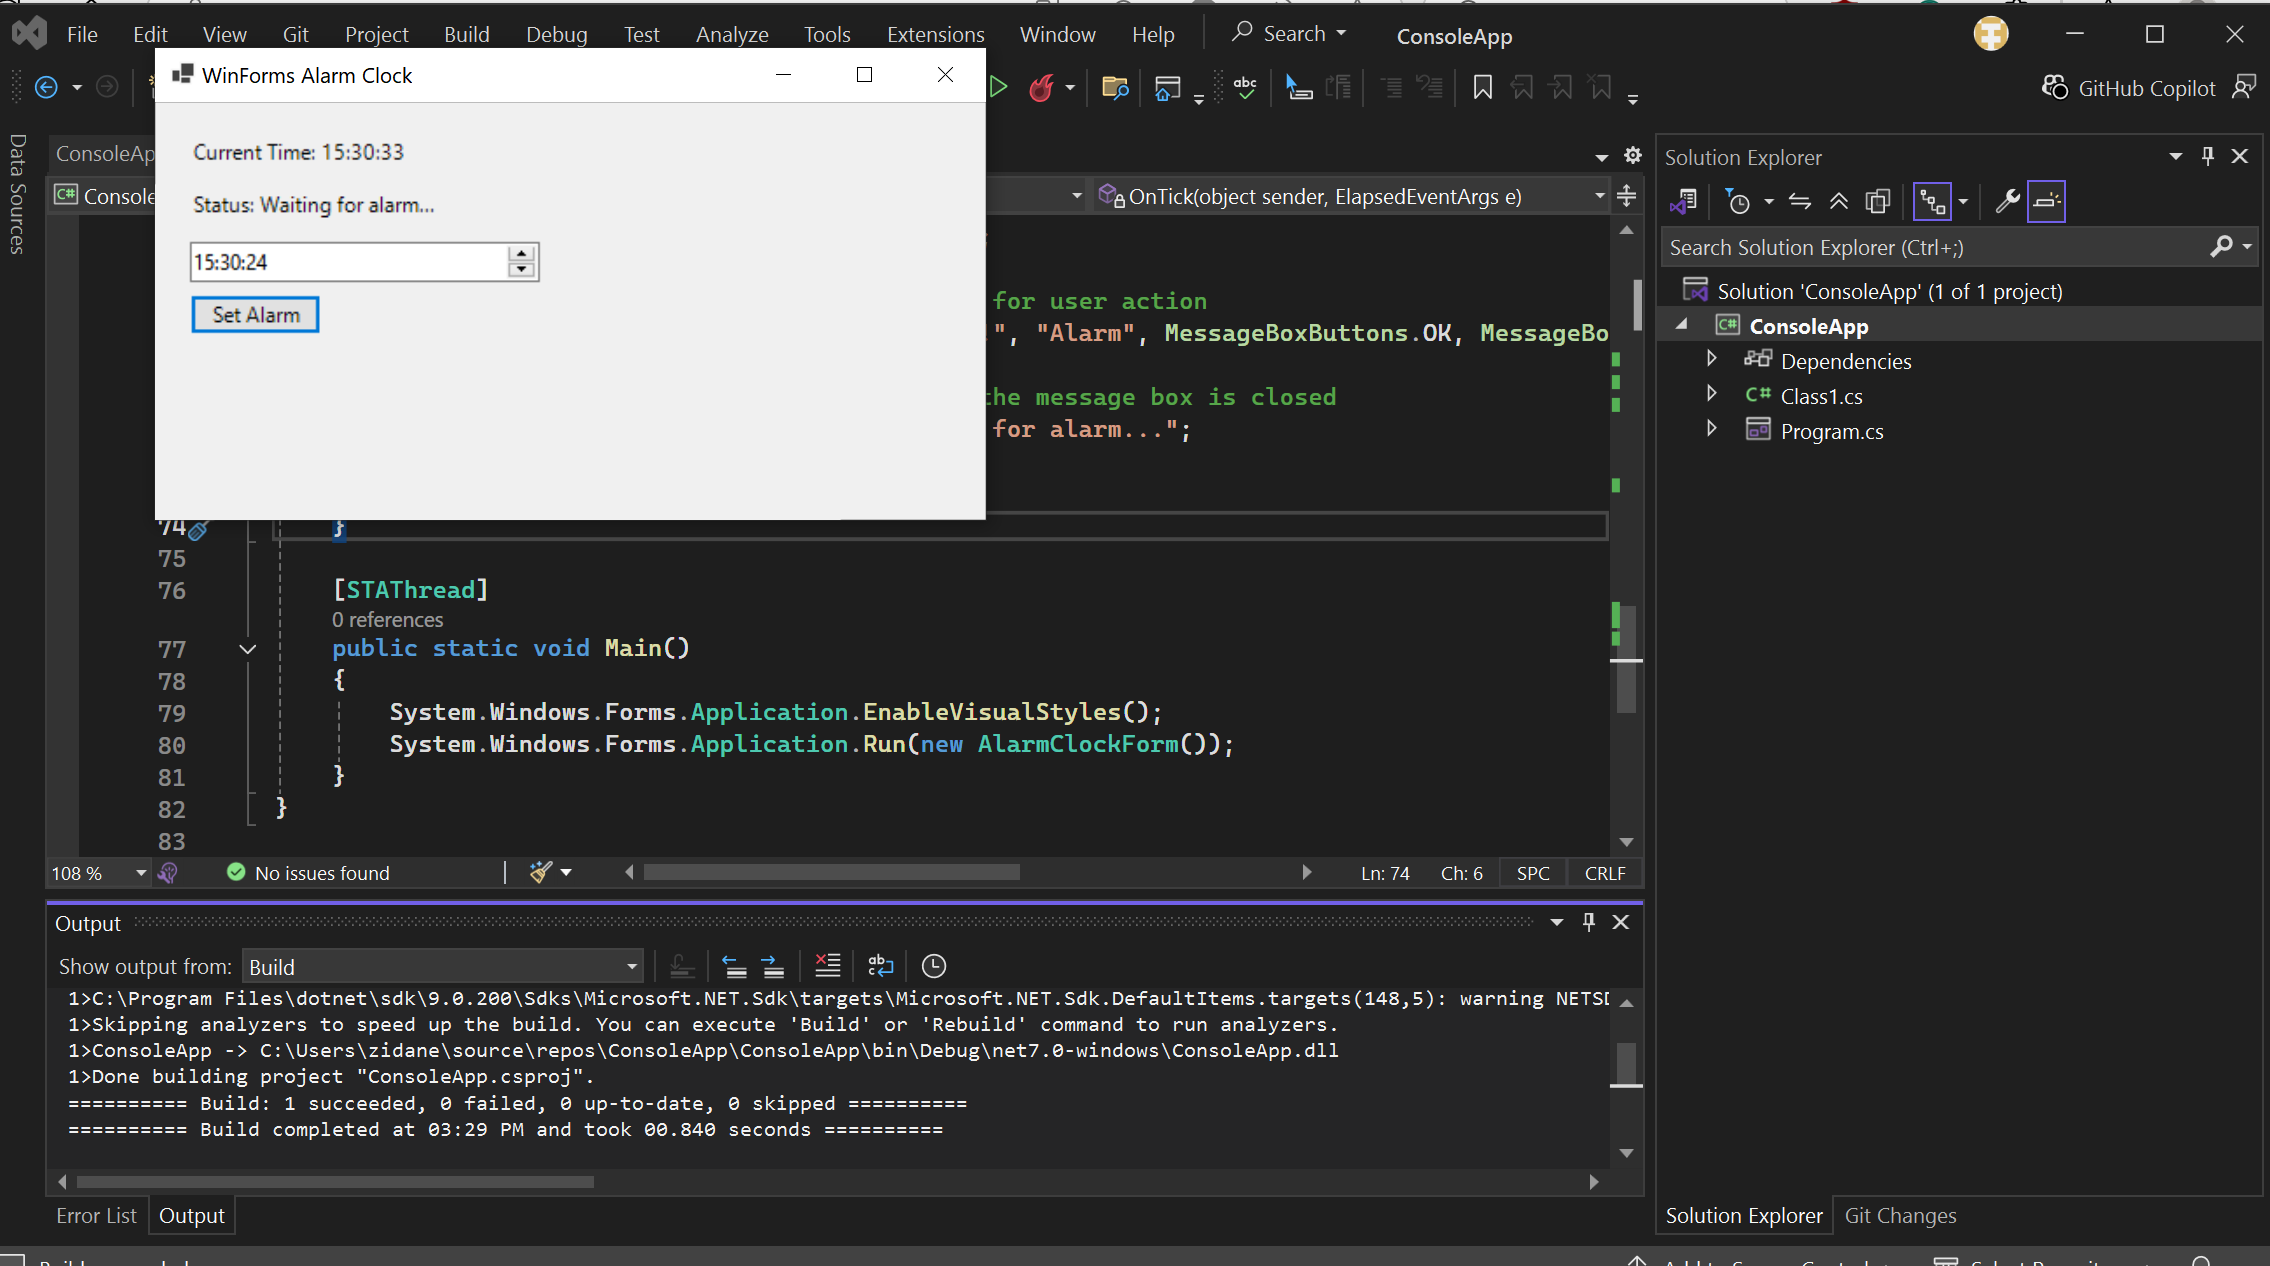 File Edit View Git Project Build Debug Test Analyze Tools Extensions Window Help Search ConsoleApp
WinForms Alarm Clock
GitHub Copilot
Current Time: 15:30:33
Status: Waiting for alarm...
15:30:24
Set Alarm
Data Sources
ConsoleAp
Console
OnTick(object sender, ElapsedEventArgs e)
for user action
", "Alarm", MessageBoxButtons.OK, MessageBo
the message box is closed
for alarm...";
74 }
75
76 [STAThread]
0 references
77 public static void Main()
78 {
79 System.Windows.Forms.Application.EnableVisualStyles();
80 System.Windows.Forms.Application.Run(new AlarmClockForm());
81 }
82 }
83
108 % No issues found Ln: 74 Ch: 6 SPC CRLF
Output
Show output from: Build
1>C:\Program Files\dotnet\sdk\9.0.200\Sdks\Microsoft.NET.Sdk\targets\Microsoft.NET.Sdk.DefaultItems.targets(148,5): warning NETSD
1>Skipping analyzers to speed up the build. You can execute 'Build' or 'Rebuild' command to run analyzers.
1>ConsoleApp -> C:\Users\zidane\source\repos\ConsoleApp\ConsoleApp\bin\Debug\net7.0-windows\ConsoleApp.dll
1>Done building project "ConsoleApp.csproj".
========== Build: 1 succeeded, 0 failed, 0 up-to-date, 0 skipped ==========
========== Build completed at 03:29 PM and took 00.840 seconds ==========
Error List Output
Solution Explorer
Search Solution Explorer (Ctrl+;)
Solution 'ConsoleApp' (1 of 1 project)
C# ConsoleApp
Dependencies
C# Class1.cs
Program.cs
Solution Explorer Git Changes